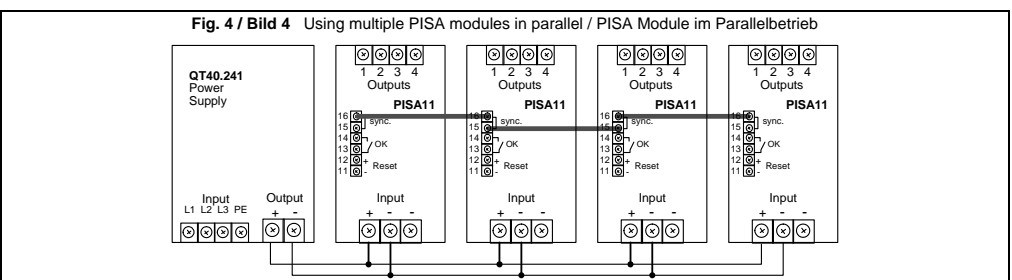 Fig. 4 / Bild 4 Using multiple PISA modules in parallel / PISA Module im Parallelbetrieb
QT40.241
Power
Supply
Input
L1 L2 L3 PE
Output
+ -
1 2 3 4
Outputs
PISA11
16
15
sync.
14
13
OK
12 +
11 -
Reset
Input
+ - -
1 2 3 4
Outputs
PISA11
16
15
sync.
14
13
OK
12 +
11 -
Reset
Input
+ - -
1 2 3 4
Outputs
PISA11
16
15
sync.
14
13
OK
12 +
11 -
Reset
Input
+ - -
1 2 3 4
Outputs
PISA11
16
15
sync.
14
13
OK
12 +
11 -
Reset
Input
+ - -